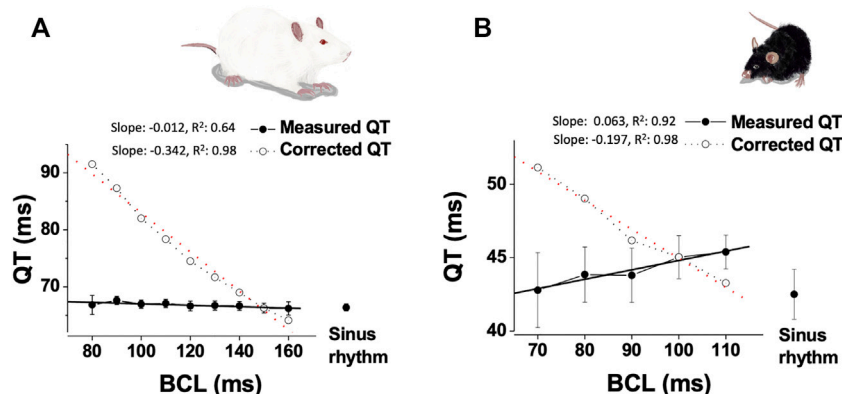 A
Slope: -0.012, R²: 0.64 Measured QT
Slope: -0.342, R²: 0.98 Corrected QT
90
80
70
60
QT (ms)
80 100 120 140 160
Sinus
rhythm
BCL (ms)
B
Slope: 0.063, R²: 0.92 Measured QT
Slope: -0.197, R²: 0.98 Corrected QT
50
45
40
QT (ms)
70 80 90 100 110
Sinus
rhythm
BCL (ms)